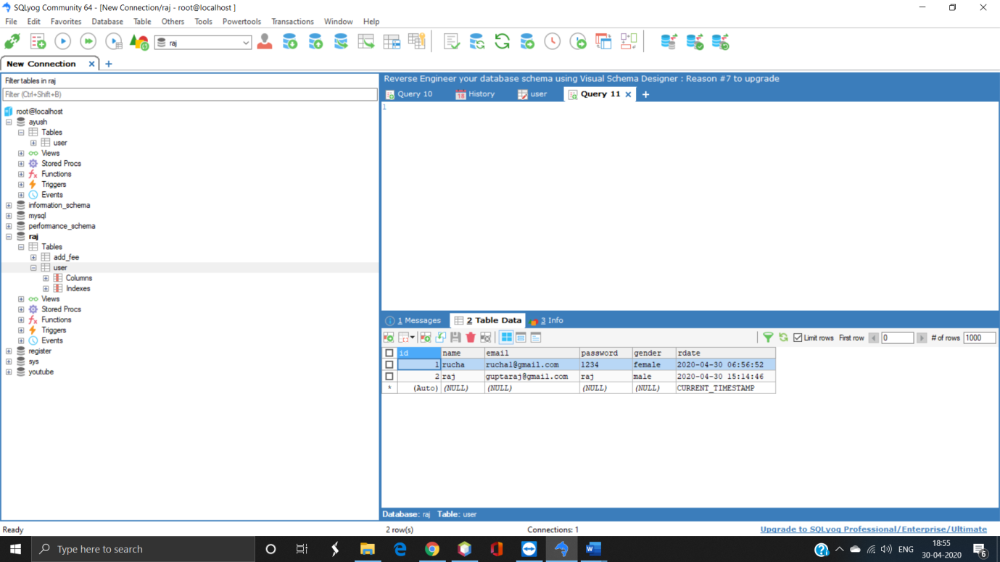 SQLyog Community 64 - [New Connection/raj - root@localhost ]
File Edit Favorites Database Table Others Tools Powertools Transactions Window Help
raj
New Connection
Filter tables in raj
Filter (Ctrl+Shift+B)
root@localhost
ayush
Tables
user
Views
Stored Procs
Functions
Triggers
Events
information_schema
mysql
performance_schema
raj
Tables
add_fee
user
Columns
Indexes
Views
Stored Procs
Functions
Triggers
Events
register
sys
youtube
Reverse Engineer your database schema using Visual Schema Designer : Reason #7 to upgrade
Query 10 18 History user Query 11
1
1 Messages 2 Table Data 3 Info
Limit rows First row 0 # of rows 1000
id name email password gender rdate
1 rucha rucha1@gmail.com 1234 female 2020-04-30 06:56:52
2 raj guptaraj@gmail.com raj male 2020-04-30 15:14:46
* (Auto) (NULL) (NULL) (NULL) (NULL) CURRENT_TIMESTAMP
Database: raj Table: user
Ready 2 row(s) Connections: 1 Upgrade to SQLyog Professional/Enterprise/Ultimate
Type here to search ENG 18:55
30-04-2020 6